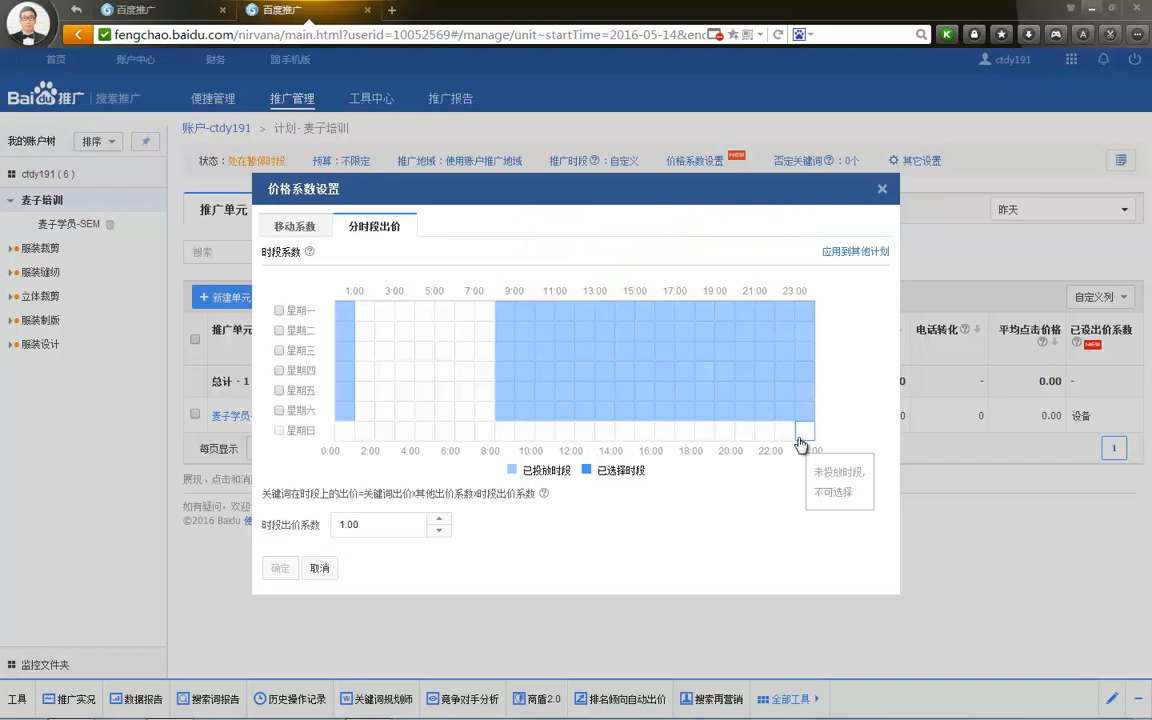 百度推广
百度推广
fengchao.baidu.com/nirvana/main.html?userid=10052569#/manage/unit~startTime=2016-05-14&enc
首页
账户中心
财务
手机版
ctdy191
Bai du 推广 搜索推广
便捷管理
推广管理
工具中心
推广报告
我的账户树
排序
账户-ctdy191 > 计划- 麦子培训
状态：处在暂停时段
预算：不限定
推广地域：使用账户推广地域
推广时段：自定义
价格系数设置 NEW
否定关键词：0个
其它设置
ctdy191 ( 6 )
麦子培训
麦子学员-SEM
服装裁剪
服装缝纫
立体裁剪
服装制版
服装设计
推广单元
昨天
搜索
+ 新建单元
自定义列
推广单元
电话转化
平均点击价格
已设出价系数
NEW
总计 - 1
0
-
0.00
-
麦子学员-
0
0
0.00
设备
每页显示
1
展现、点击和消
如有疑问，欢迎
©2016 Baidu 使
价格系数设置
移动系数
分时段出价
时段系数
应用到其他计划
1:00 3:00 5:00 7:00 9:00 11:00 13:00 15:00 17:00 19:00 21:00 23:00
星期一
星期二
星期三
星期四
星期五
星期六
星期日
0:00 2:00 4:00 6:00 8:00 10:00 12:00 14:00 16:00 18:00 20:00 22:00
已投放时段 已选择时段
未投放时段，
不可选择
关键词在时段上的出价=关键词出价x其他出价系数x时段出价系数
时段出价系数 1.00
确定 取消
监控文件夹
工具 推广实况 数据报告 搜索词报告 历史操作记录 关键词规划师 竞争对手分析 商盾2.0 排名倾向自动出价 搜索再营销 全部工具